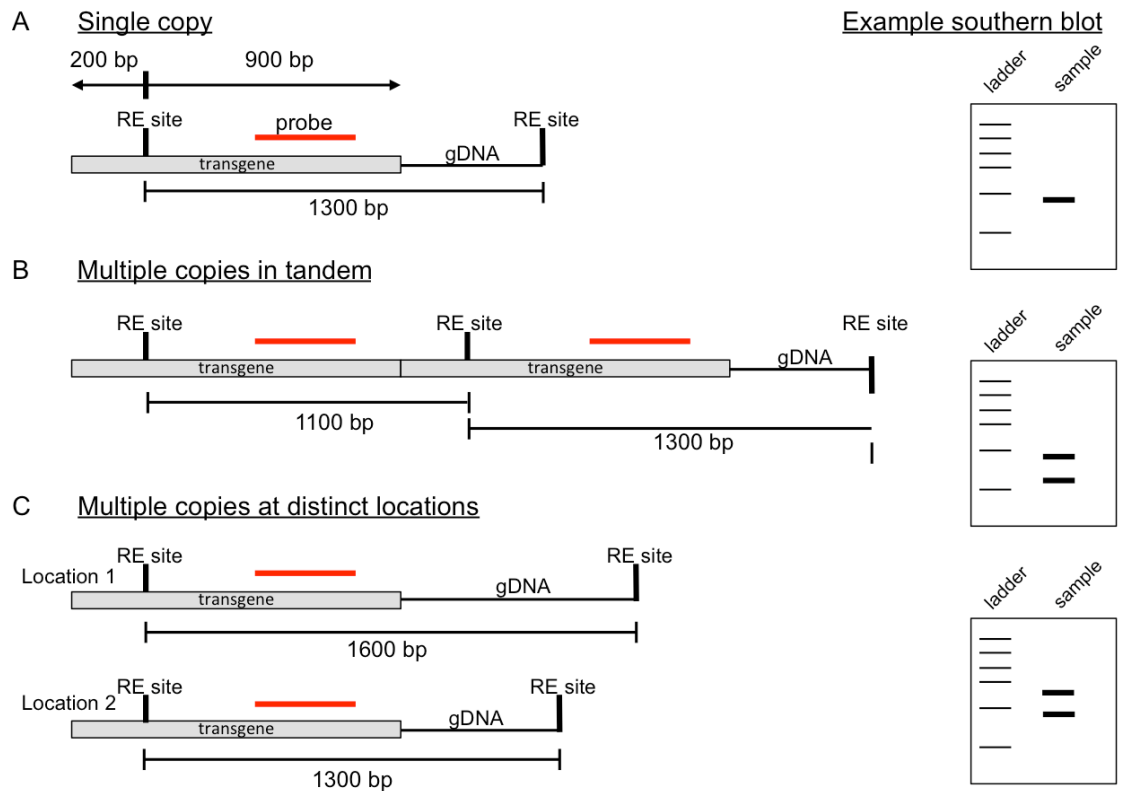 A Single copy
Example southern blot
200 bp 900 bp
ladder sample
RE site probe RE site
transgene gDNA
1300 bp
B Multiple copies in tandem
RE site RE site RE site
ladder sample
transgene transgene gDNA
1100 bp
1300 bp
C Multiple copies at distinct locations
RE site RE site
Location 1
transgene gDNA
ladder sample
1600 bp
RE site RE site
Location 2
transgene gDNA
1300 bp